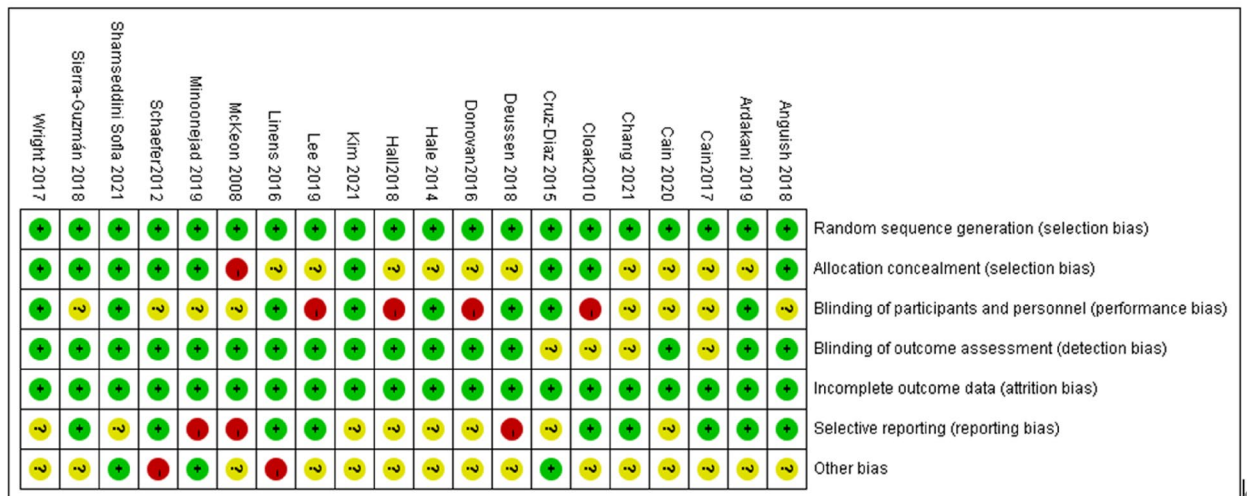 Wright 2017
Sierra-Guzmán 2018
Shamseddini Sofla 2021
Schaefer2012
Minoonejad 2019
McKeon 2008
Linens 2016
Lee 2019
Kim 2021
Hall2018
Hale 2014
Donovan2016
Deussen 2018
Cruz-Diaz 2015
Cloak2010
Chang 2021
Cain 2020
Cain2017
Ardakani 2019
Anguish 2018
+ + + + + + + + + + + + + + + + + + + + Random sequence generation (selection bias)
+ + + + + - ? ? + ? ? ? ? + + ? ? ? ? + Allocation concealment (selection bias)
+ ? + ? ? ? + - + - + - + + - ? ? ? + ? Blinding of participants and personnel (performance bias)
+ + + + + + + + + + + + + ? ? ? + ? + + Blinding of outcome assessment (detection bias)
+ + + + + + + + + + + + + + + + + + + + Incomplete outcome data (attrition bias)
? + ? + - - + + ? ? ? ? - ? + + ? + + + Selective reporting (reporting bias)
? ? + - + ? - ? ? ? ? ? ? + ? ? ? ? ? ? Other bias